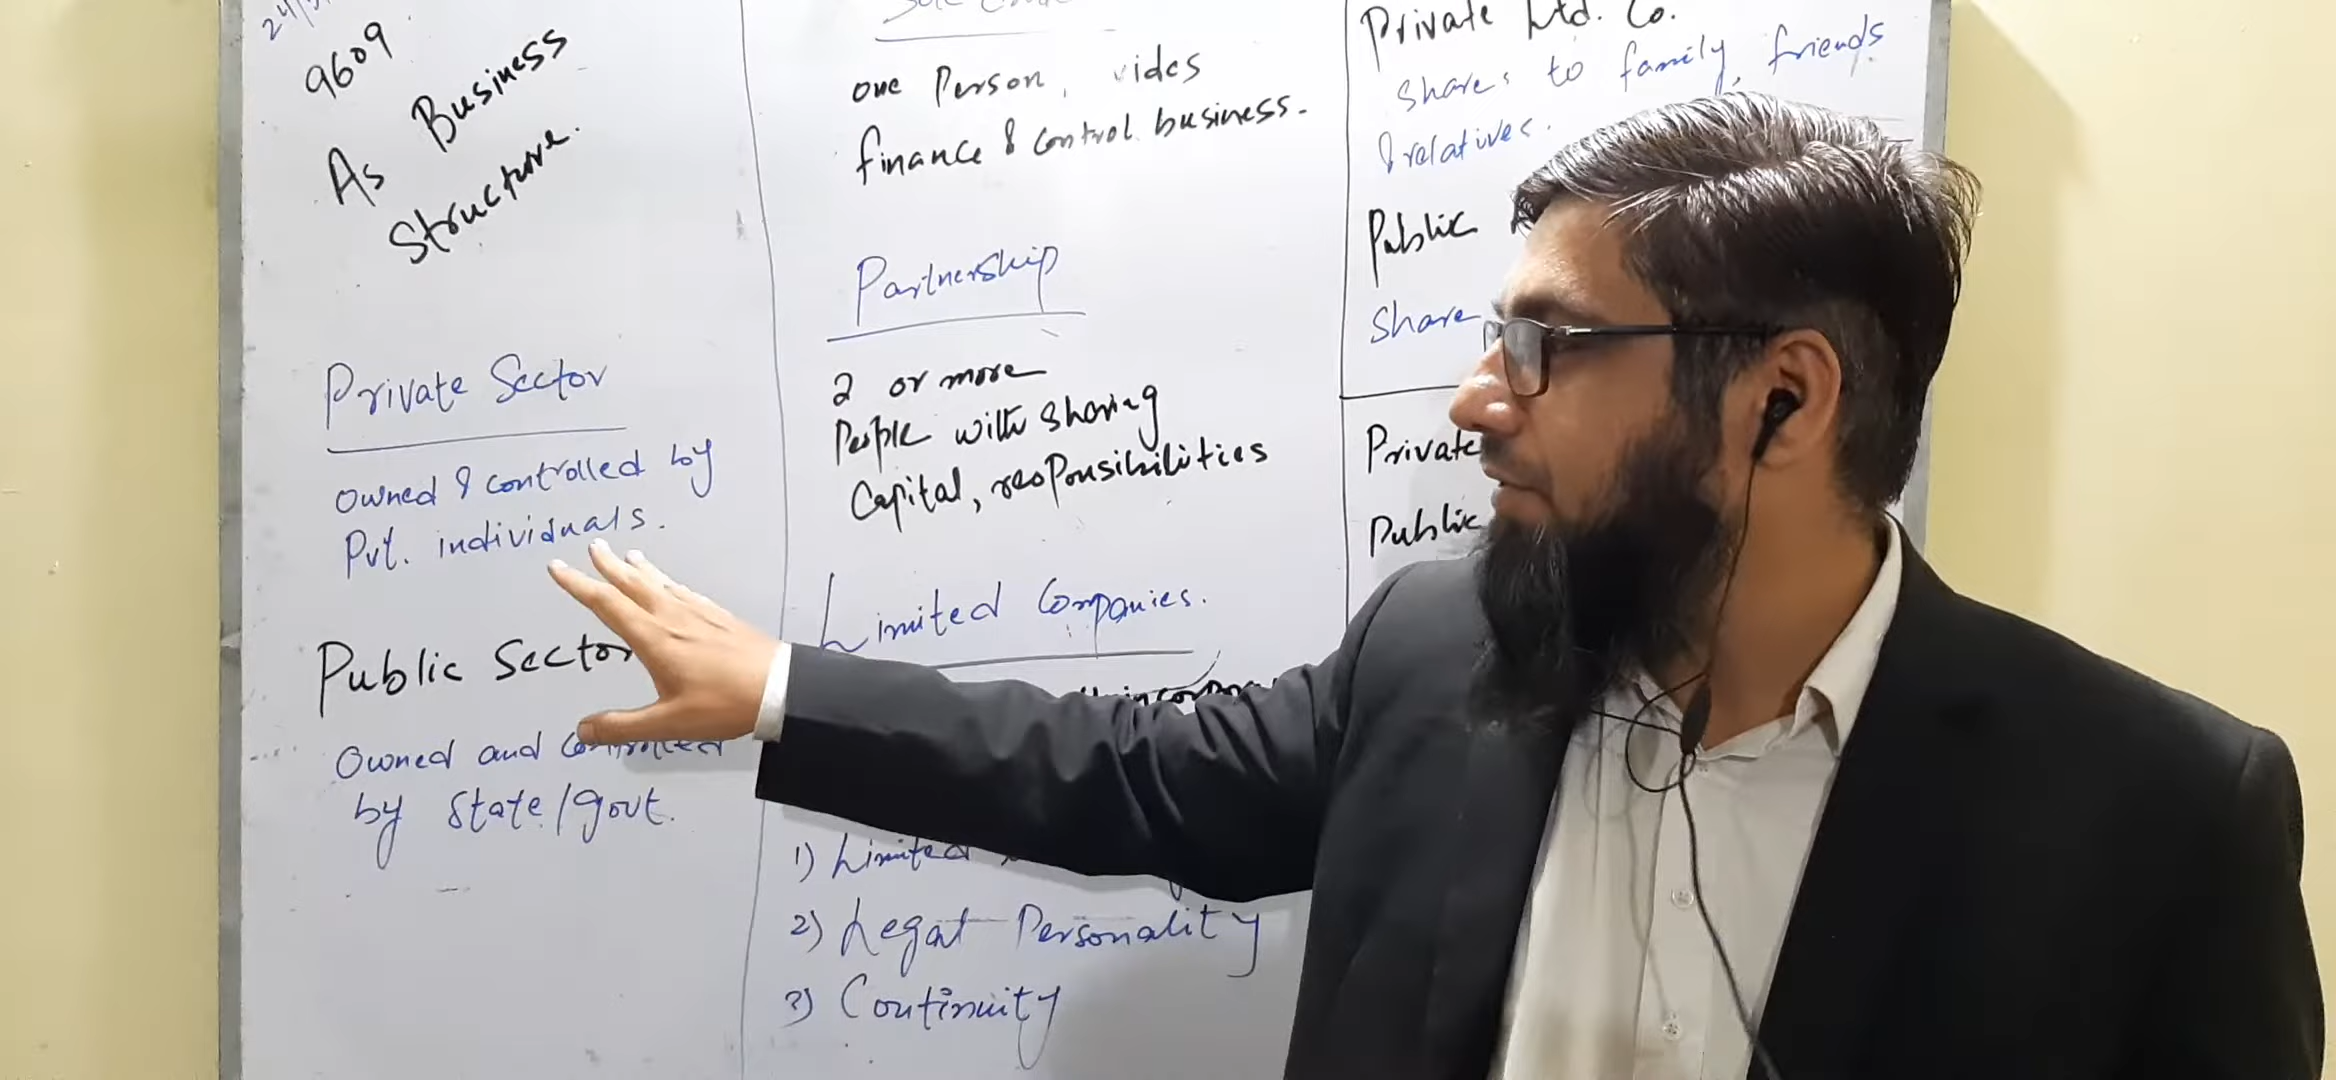 9609
As Business
Structure.
Private Sector
Owned & controlled by
Pvt. individuals.
Public Sector
Owned and controlled
by State/govt.
one Person,
finance & control business.
Partnership
2 or more
People with sharing
Capital, responsibilities
Limited Companies.
1) Limited
2) Legal Personality
3) Continuity
Private Ltd. Co.
Shares to family, friends
& relatives.
Public
Share
Private
Public